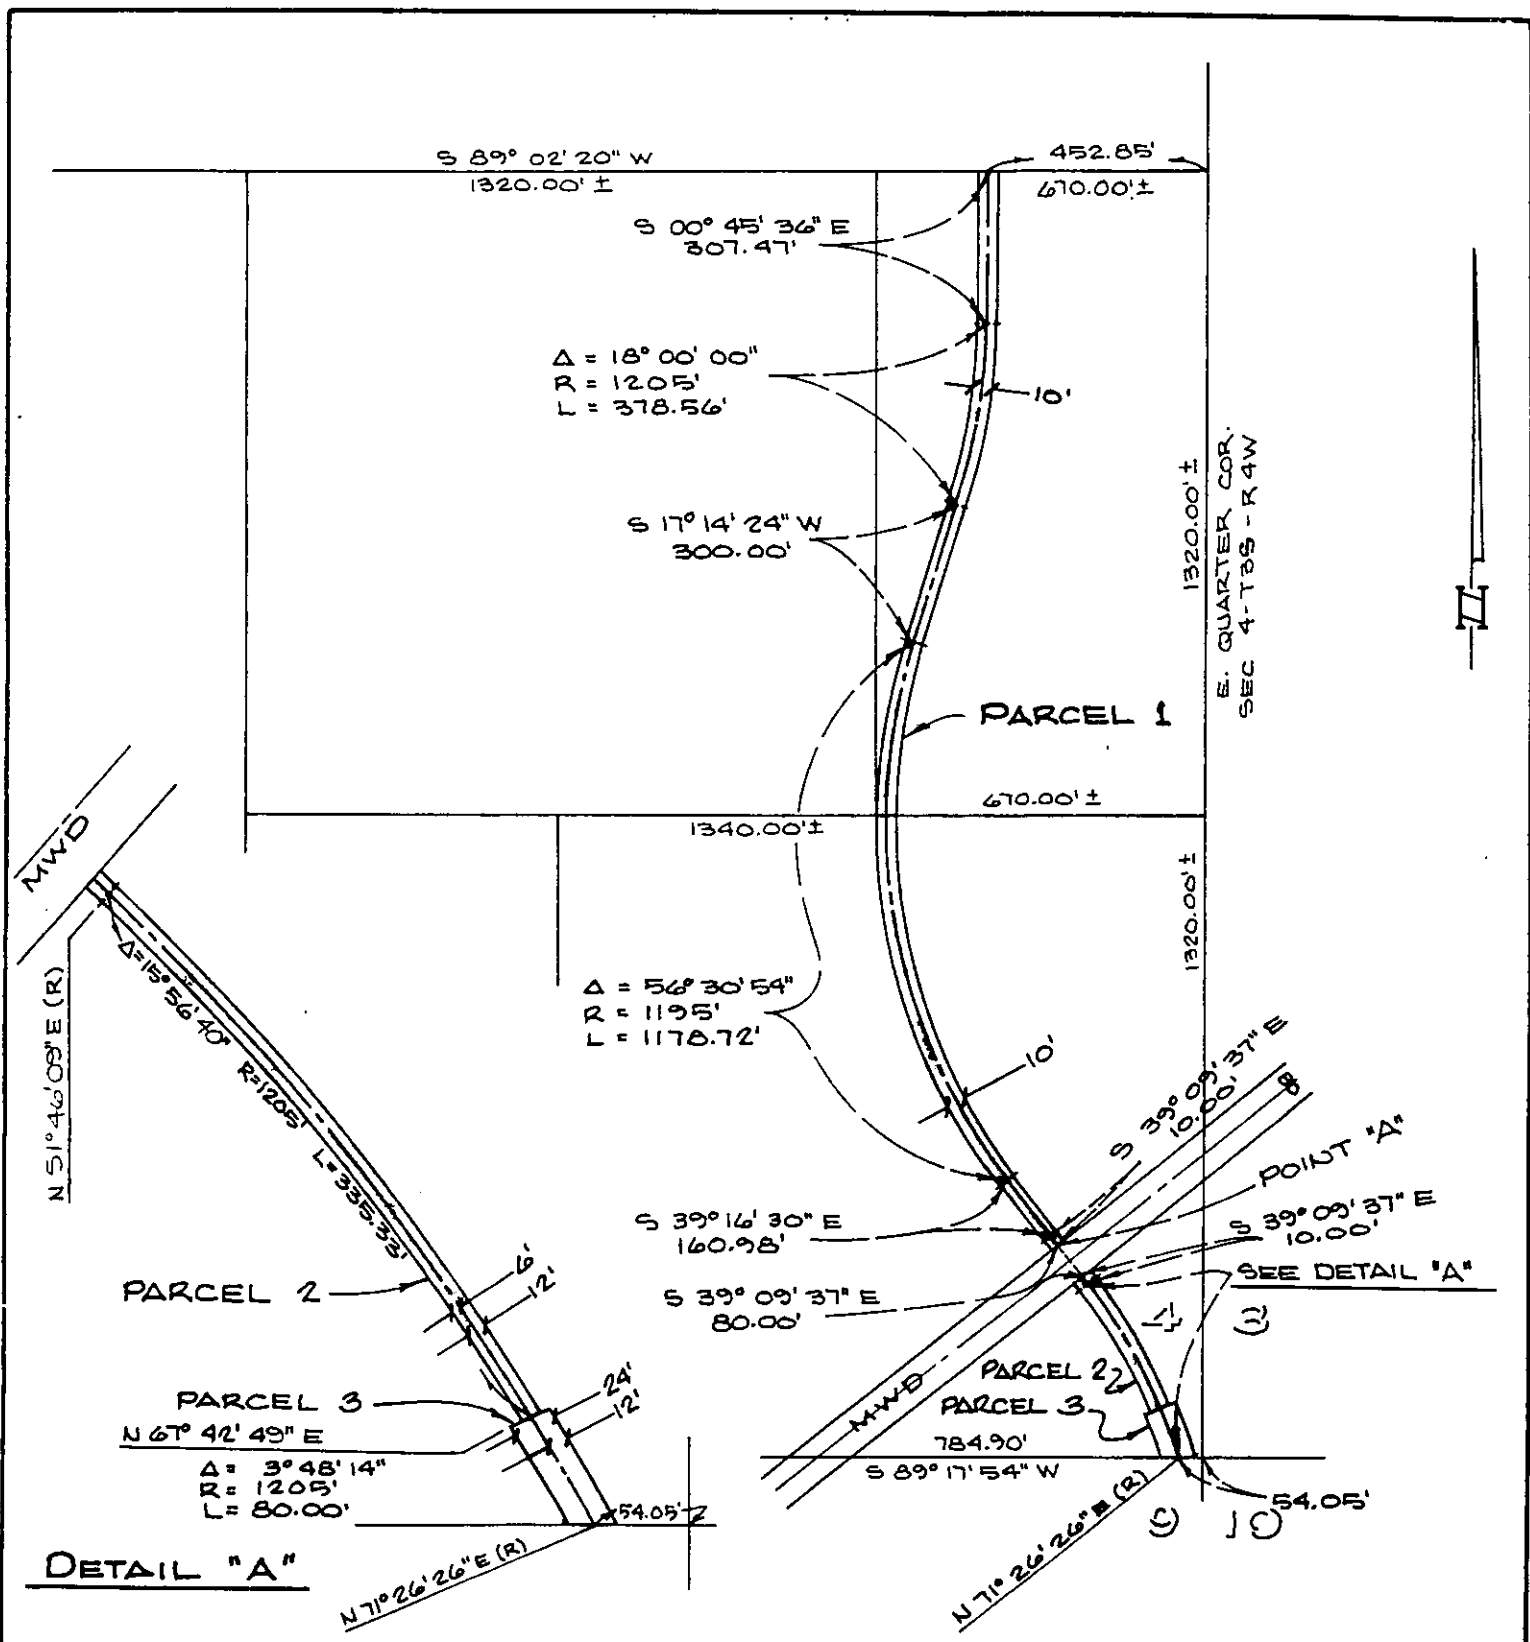 S 89° 02' 20" W
1320.00' ±
452.85'
670.00' ±
S 00° 45' 36" E
307.47'
Δ = 18° 00' 00"
R = 1205'
L = 378.56'
10'
S 17° 14' 24" W
300.00'
1320.00' ±
E. QUARTER COR.
SEC 4-T3S-R4W
PARCEL 1
670.00' ±
1340.00' ±
1320.00' ±
MWD
N 51° 46' 09" E (R)
Δ=15° 56' 40"
R=1205'
L=335.33'
Δ = 56° 30' 54"
R = 1195'
L = 1178.72'
10'
S 39° 09' 37" E
10.00'
POINT "A"
S 39° 16' 30" E
160.98'
S 39° 09' 37" E
10.00'
SEE DETAIL "A"
S 39° 09' 37" E
80.00'
4
3
PARCEL 2
6'
12'
PARCEL 3
24'
12'
N 67° 42' 49" E
Δ = 3° 48' 14"
R = 1205'
L = 80.00'
54.05'
MWD
PARCEL 2
PARCEL 3
784.90'
S 89° 17' 54" W
54.05'
9
10
DETAIL "A"
N 71° 26' 26" E (R)
N 71° 26' 26" E (R)